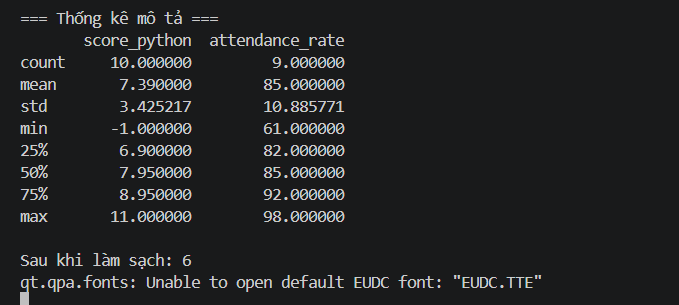 === Thống kê mô tả ===
score_python attendance_rate
count 10.000000 9.000000
mean 7.390000 85.000000
std 3.425217 10.885771
min -1.000000 61.000000
25% 6.900000 82.000000
50% 7.950000 85.000000
75% 8.950000 92.000000
max 11.000000 98.000000
Sau khi làm sạch: 6
qt.qpa.fonts: Unable to open default EUDC font: "EUDC.TTE"